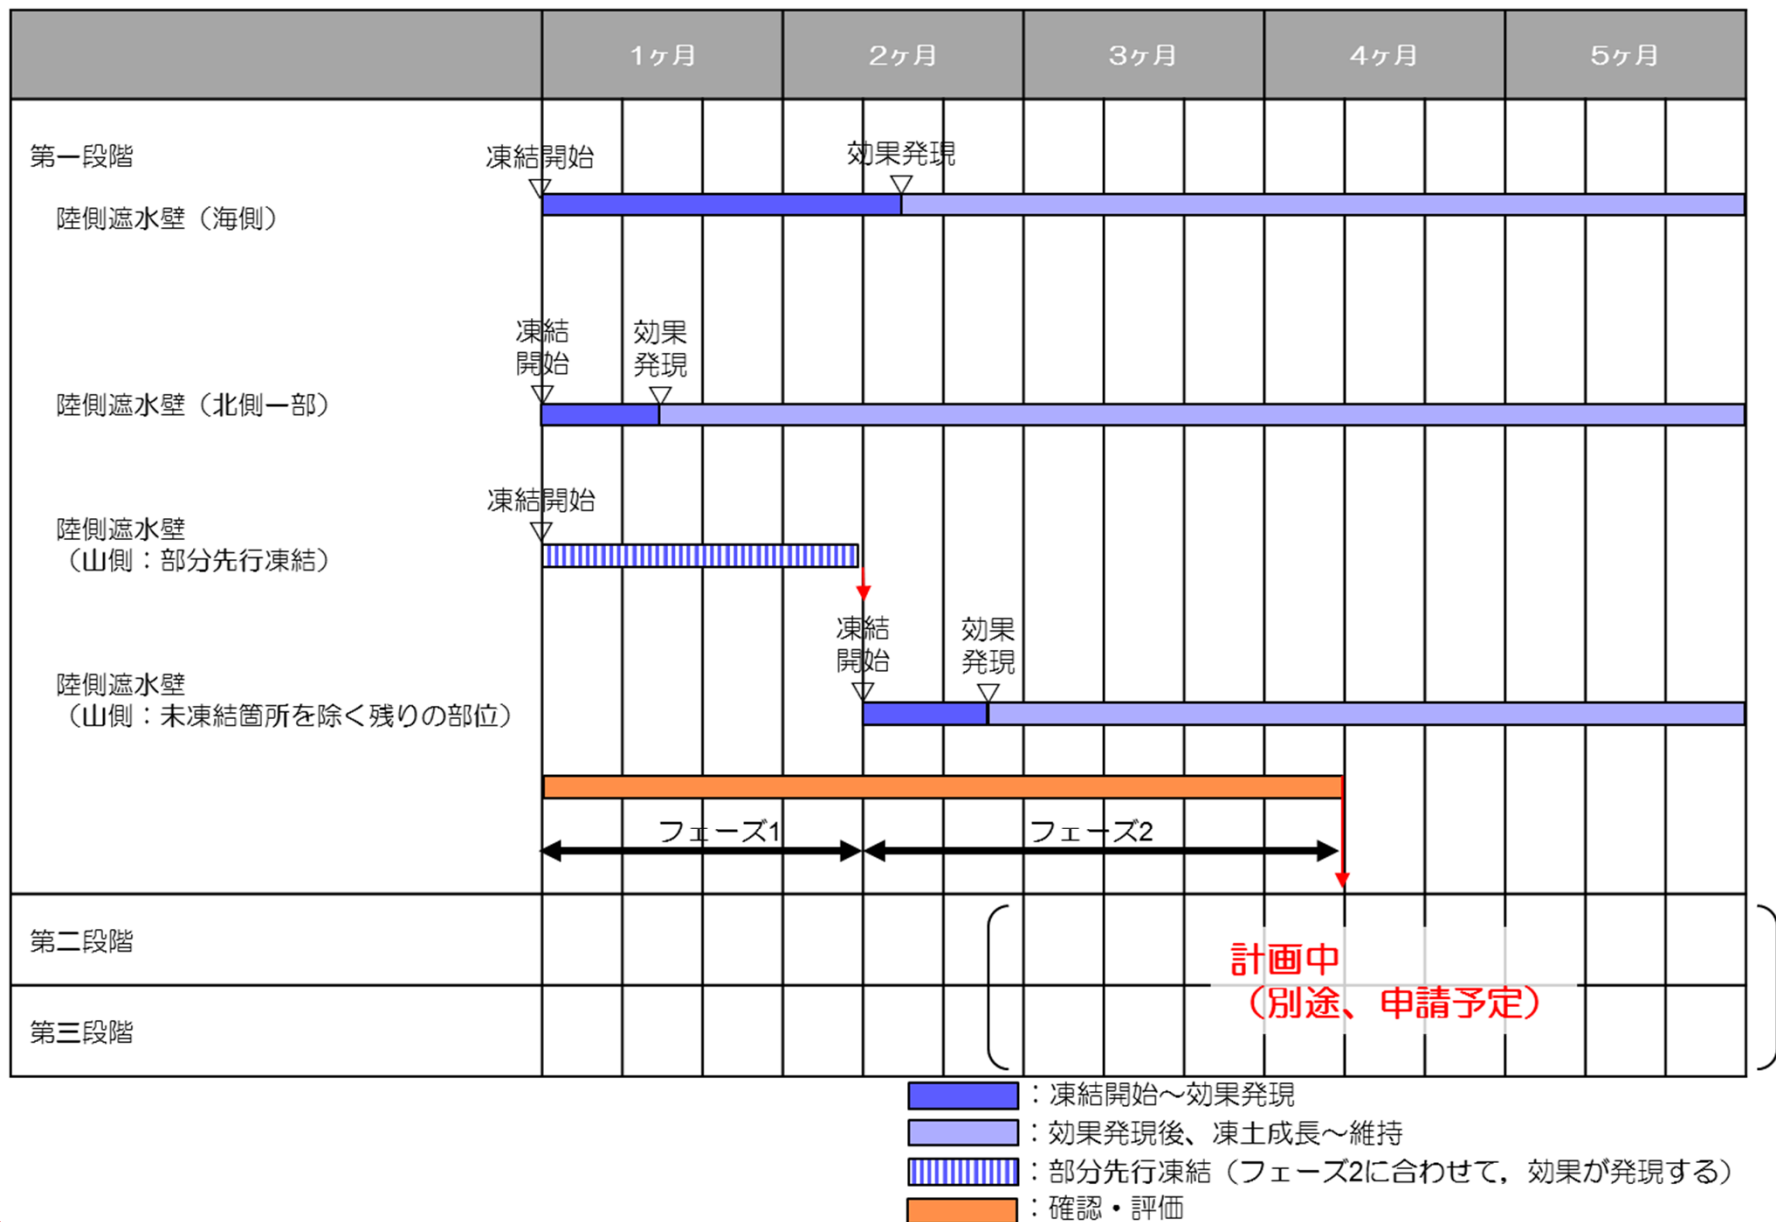 1ヶ月 2ヶ月 3ヶ月 4ヶ月 5ヶ月
第一段階
凍結開始 効果発現
陸側遮水壁（海側）
凍結
開始
効果
発現
陸側遮水壁（北側一部）
凍結開始
陸側遮水壁
（山側：部分先行凍結）
凍結
開始
効果
発現
陸側遮水壁
（山側：未凍結箇所を除く残りの部位）
フェーズ1 フェーズ2
第二段階
計画中
（別途、申請予定）
第三段階
：凍結開始～効果発現
：効果発現後、凍土成長～維持
：部分先行凍結（フェーズ2に合わせて，効果が発現する）
：確認・評価